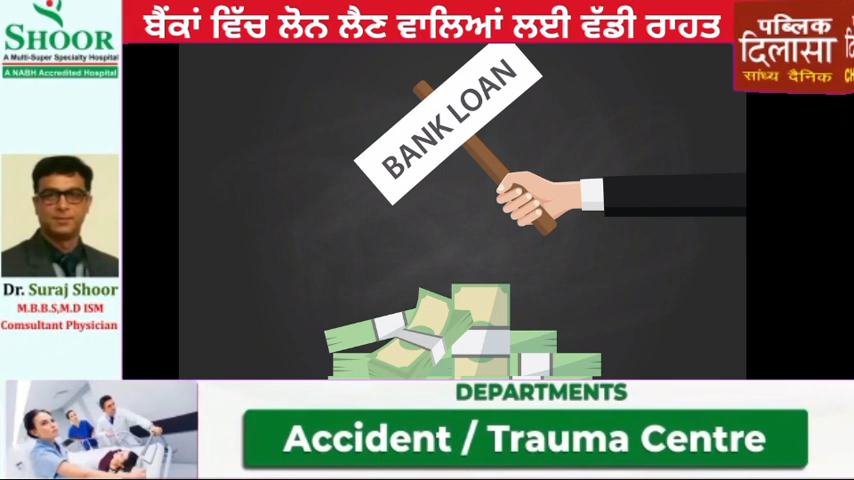 SHOOR
A Multi-Super Specialty Hospital
A NABH Accredited Hospital
ਬੈਂਕਾਂ ਵਿੱਚ ਲੋਨ ਲੈਣ ਵਾਲਿਆਂ ਲਈ ਵੱਡੀ ਰਾਹਤ
पब्लिक
दिलासा
सांध्य दैनिक
CH
BANK LOAN
Dr. Suraj Shoor
M.B.B.S,M.D ISM
Comsultant Physician
DEPARTMENTS
Accident / Trauma Centre